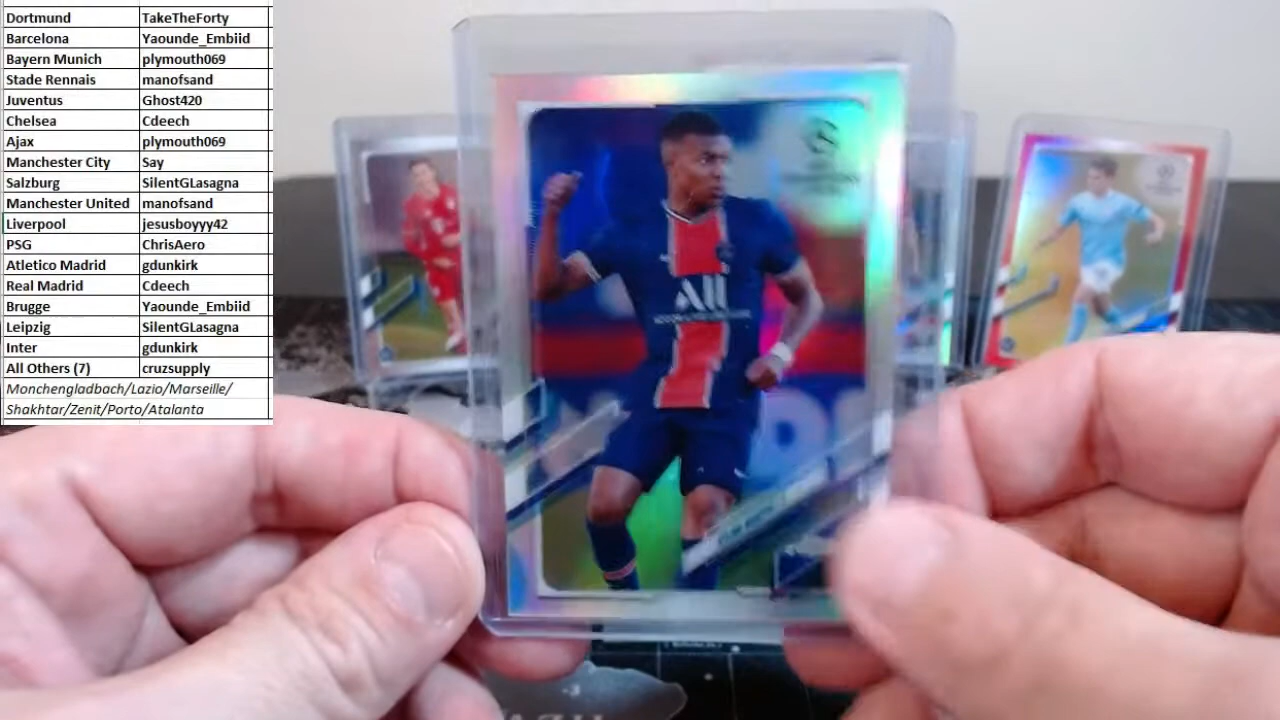 Dortmund TakeTheForty
Barcelona Yaounde_Embiid
Bayern Munich plymouth069
Stade Rennais manofsand
Juventus Ghost420
Chelsea Cdeech
Ajax plymouth069
Manchester City Say
Salzburg SilentGLasagna
Manchester United manofsand
Liverpool jesusboyyy42
PSG ChrisAero
Atletico Madrid gdunkirk
Real Madrid Cdeech
Brugge Yaounde_Embiid
Leipzig SilentGLasagna
Inter gdunkirk
All Others (7) cruzsupply
Monchengladbach/Lazio/Marseille/
Shakhtar/Zenit/Porto/Atalanta
ALL